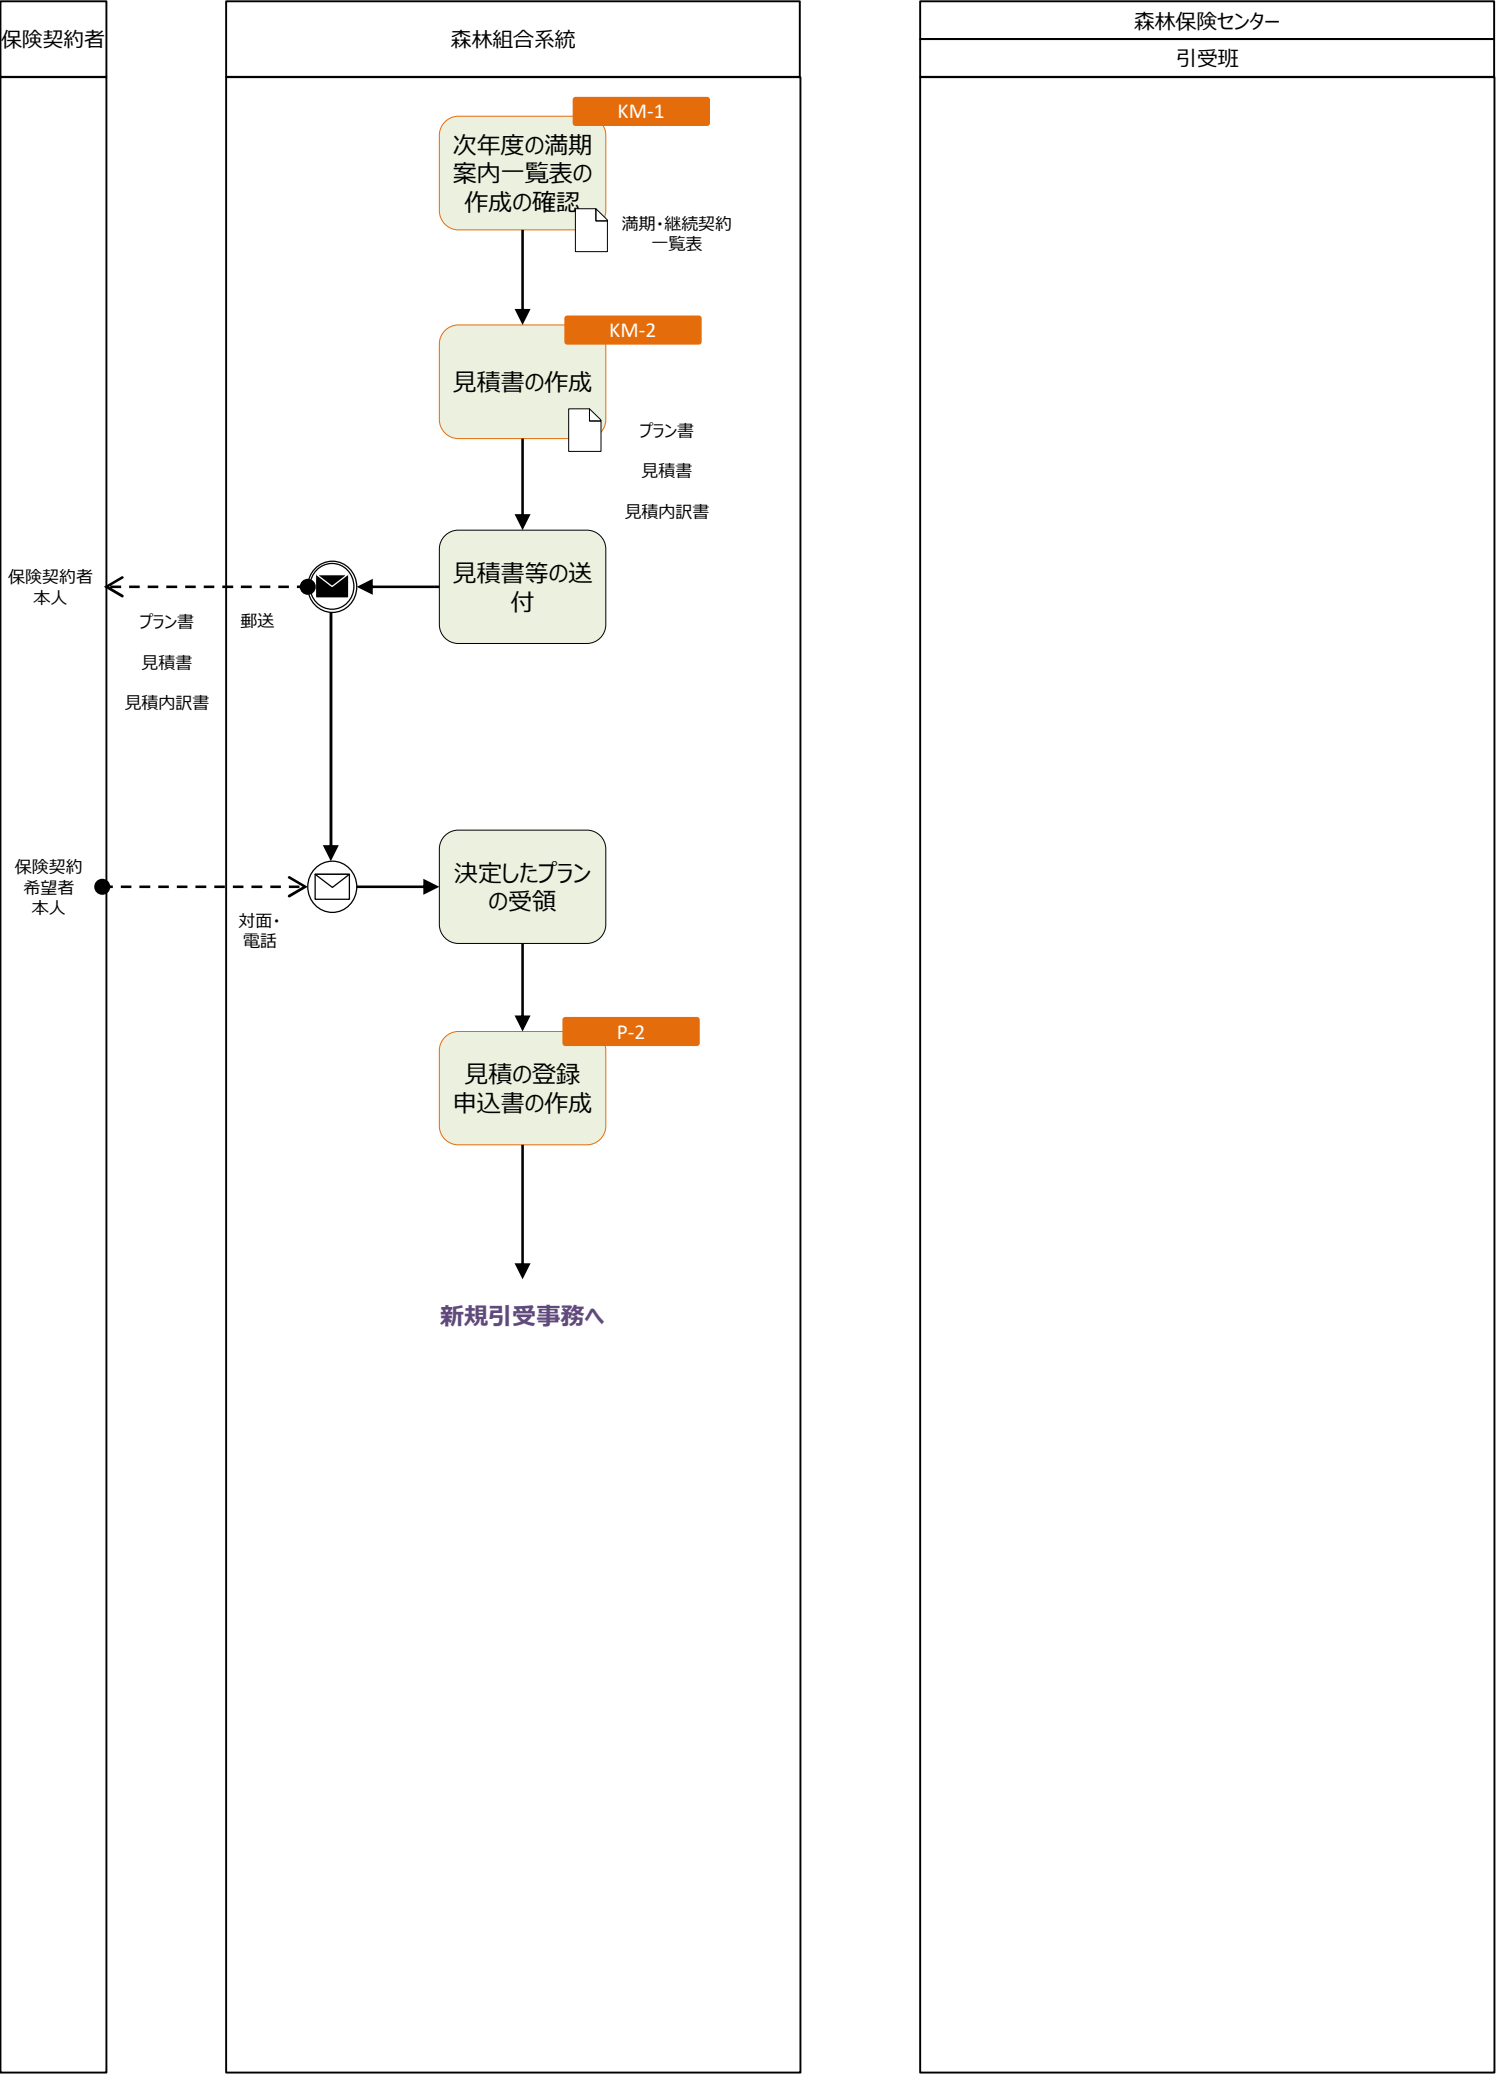 保険契約者
森林組合系統
森林保険センター
引受班
KM-1
次年度の満期
案内一覧表の
作成の確認
満期・継続契約
一覧表
KM-2
見積書の作成
プラン書
見積書
見積内訳書
見積書等の送
付
保険契約者
本人
プラン書
見積書
見積内訳書
郵送
保険契約
希望者
本人
対面・
電話
決定したプラン
の受領
P-2
見積の登録
申込書の作成
新規引受事務へ